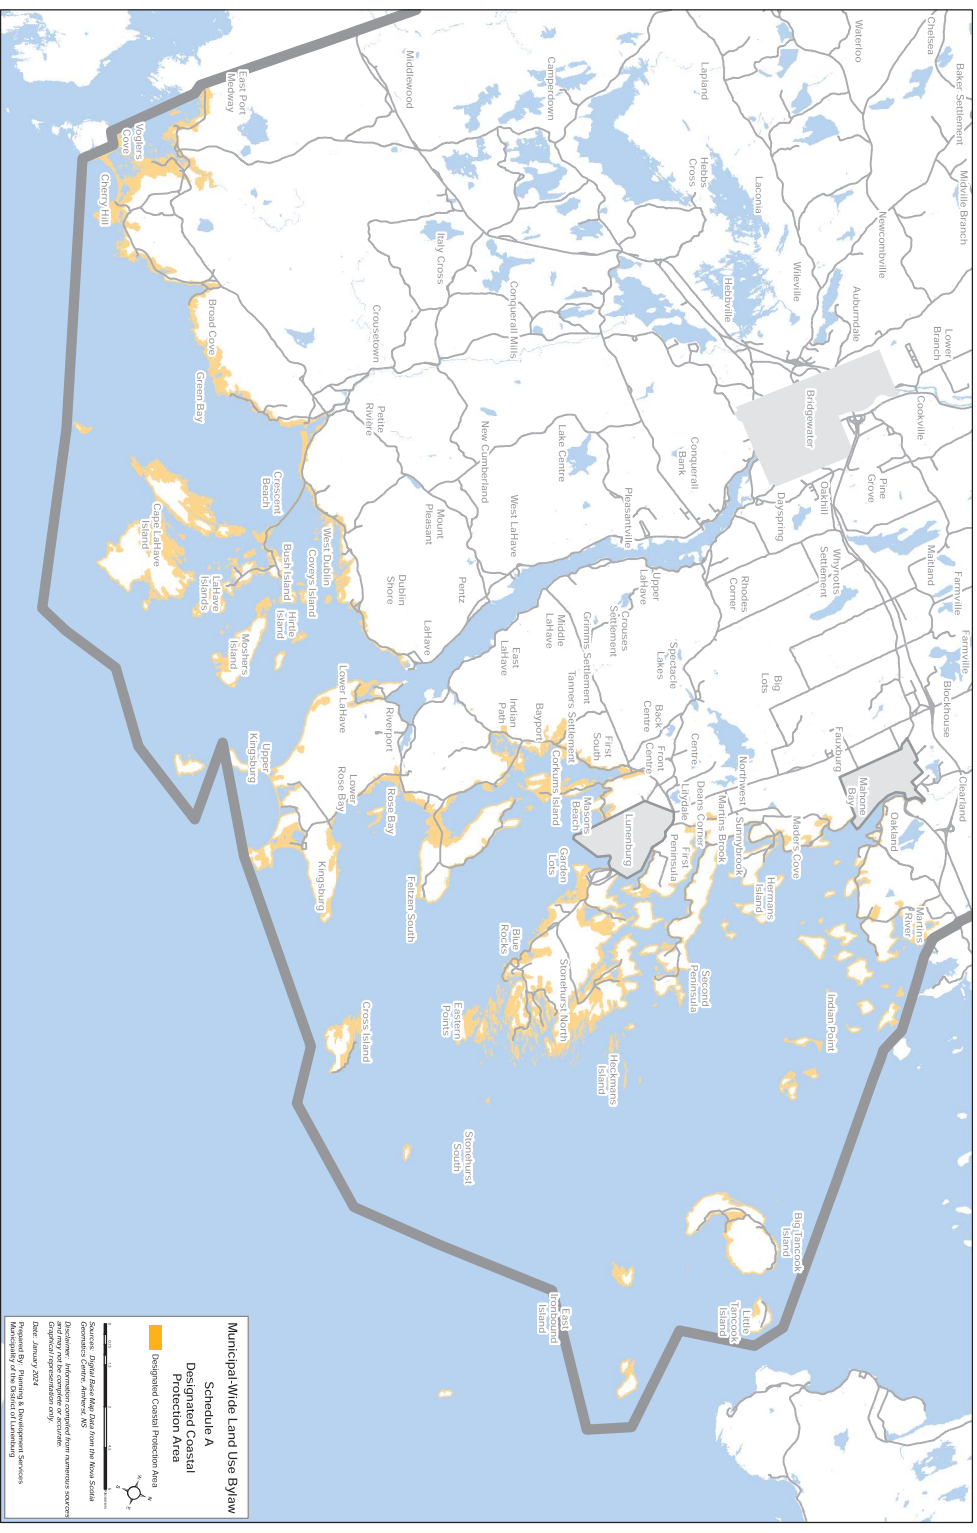 Chelsea
Baker Settlement
Waterloo
Midville Branch
Lapland
Camperdown
Middlewood
East Port
Medway
Voglers
Cove
Cherry Hill
Hebbs
Cross
Laconia
Newcombville
Wileville
Auburndale
Lower
Branch
Hebbville
Italy Cross
Conquerall Mills
Crousetown
Broad Cove
Green Bay
Petite
Rivière
Bridgewater
Cookville
Pine
Grove
Oakhill
Dayspring
Conquerall
Bank
Lake Centre
New Cumberland
Pleasantville
West LaHave
Mount
Pleasant
Crescent
Beach
Cape LaHave
Island
West Dublin
Coveys Island
Bush Island
LaHave
Islands
Hirtle
Island
Moshers
Island
Dublin
Shore
Pentz
LaHave
Maitland
Farmville
Farmville
Whynotts
Settlement
Rhodes
Corner
Upper
LaHave
Crouses
Settlement
Grimms Settlement
Middle
LaHave
East
LaHave
Tanners Settlement
Spectacle
Lakes
Big
Lots
Blockhouse
Fauxburg
Mahone
Bay
Clearland
Oakland
Back
Centre
Front
Centre
Centre
First
South
Bayport
Indian
Path
Corkums Island
Masons
Beach
Garden
Lots
Lunenburg
Northwest
Lilydale
Deans Corner
Martins Brook
Sunnybrook
Maders Cove
First
Peninsula
Hermans
Island
Martins
River
Second
Peninsula
Indian Point
Lower LaHave
Riverport
Upper
Kingsburg
Lower
Rose Bay
Rose Bay
Kingsburg
Feltzen South
Blue
Rocks
Stonehurst North
Eastern
Points
Cross Island
Heckmans
Island
Stonehurst
South
Big Tancook
Island
Little
Tancook
Island
East
Ironbound
Island
Municipal-Wide Land Use Bylaw
Schedule A
Designated Coastal
Protection Area
Designated Coastal Protection Area
Sources: Digital Base Map Data from the Nova Scotia
Geomatics Centre, Amherst, NS
Disclaimer: Information compiled from numerous sources
and may not be complete or accurate.
Graphical representation only.
Date: January 2024
Prepared By: Planning & Development Services
Municipality of the District of Lunenburg